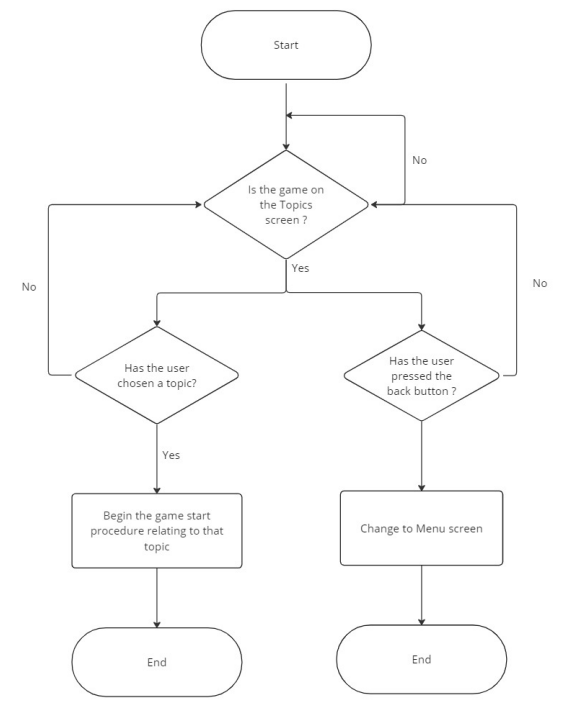 Start
No
Is the game on
the Topics
screen ?
Yes
No
No
Has the user
chosen a topic?
Has the user
pressed the
back button ?
Yes
Begin the game start
procedure relating to that
topic
Change to Menu screen
End
End